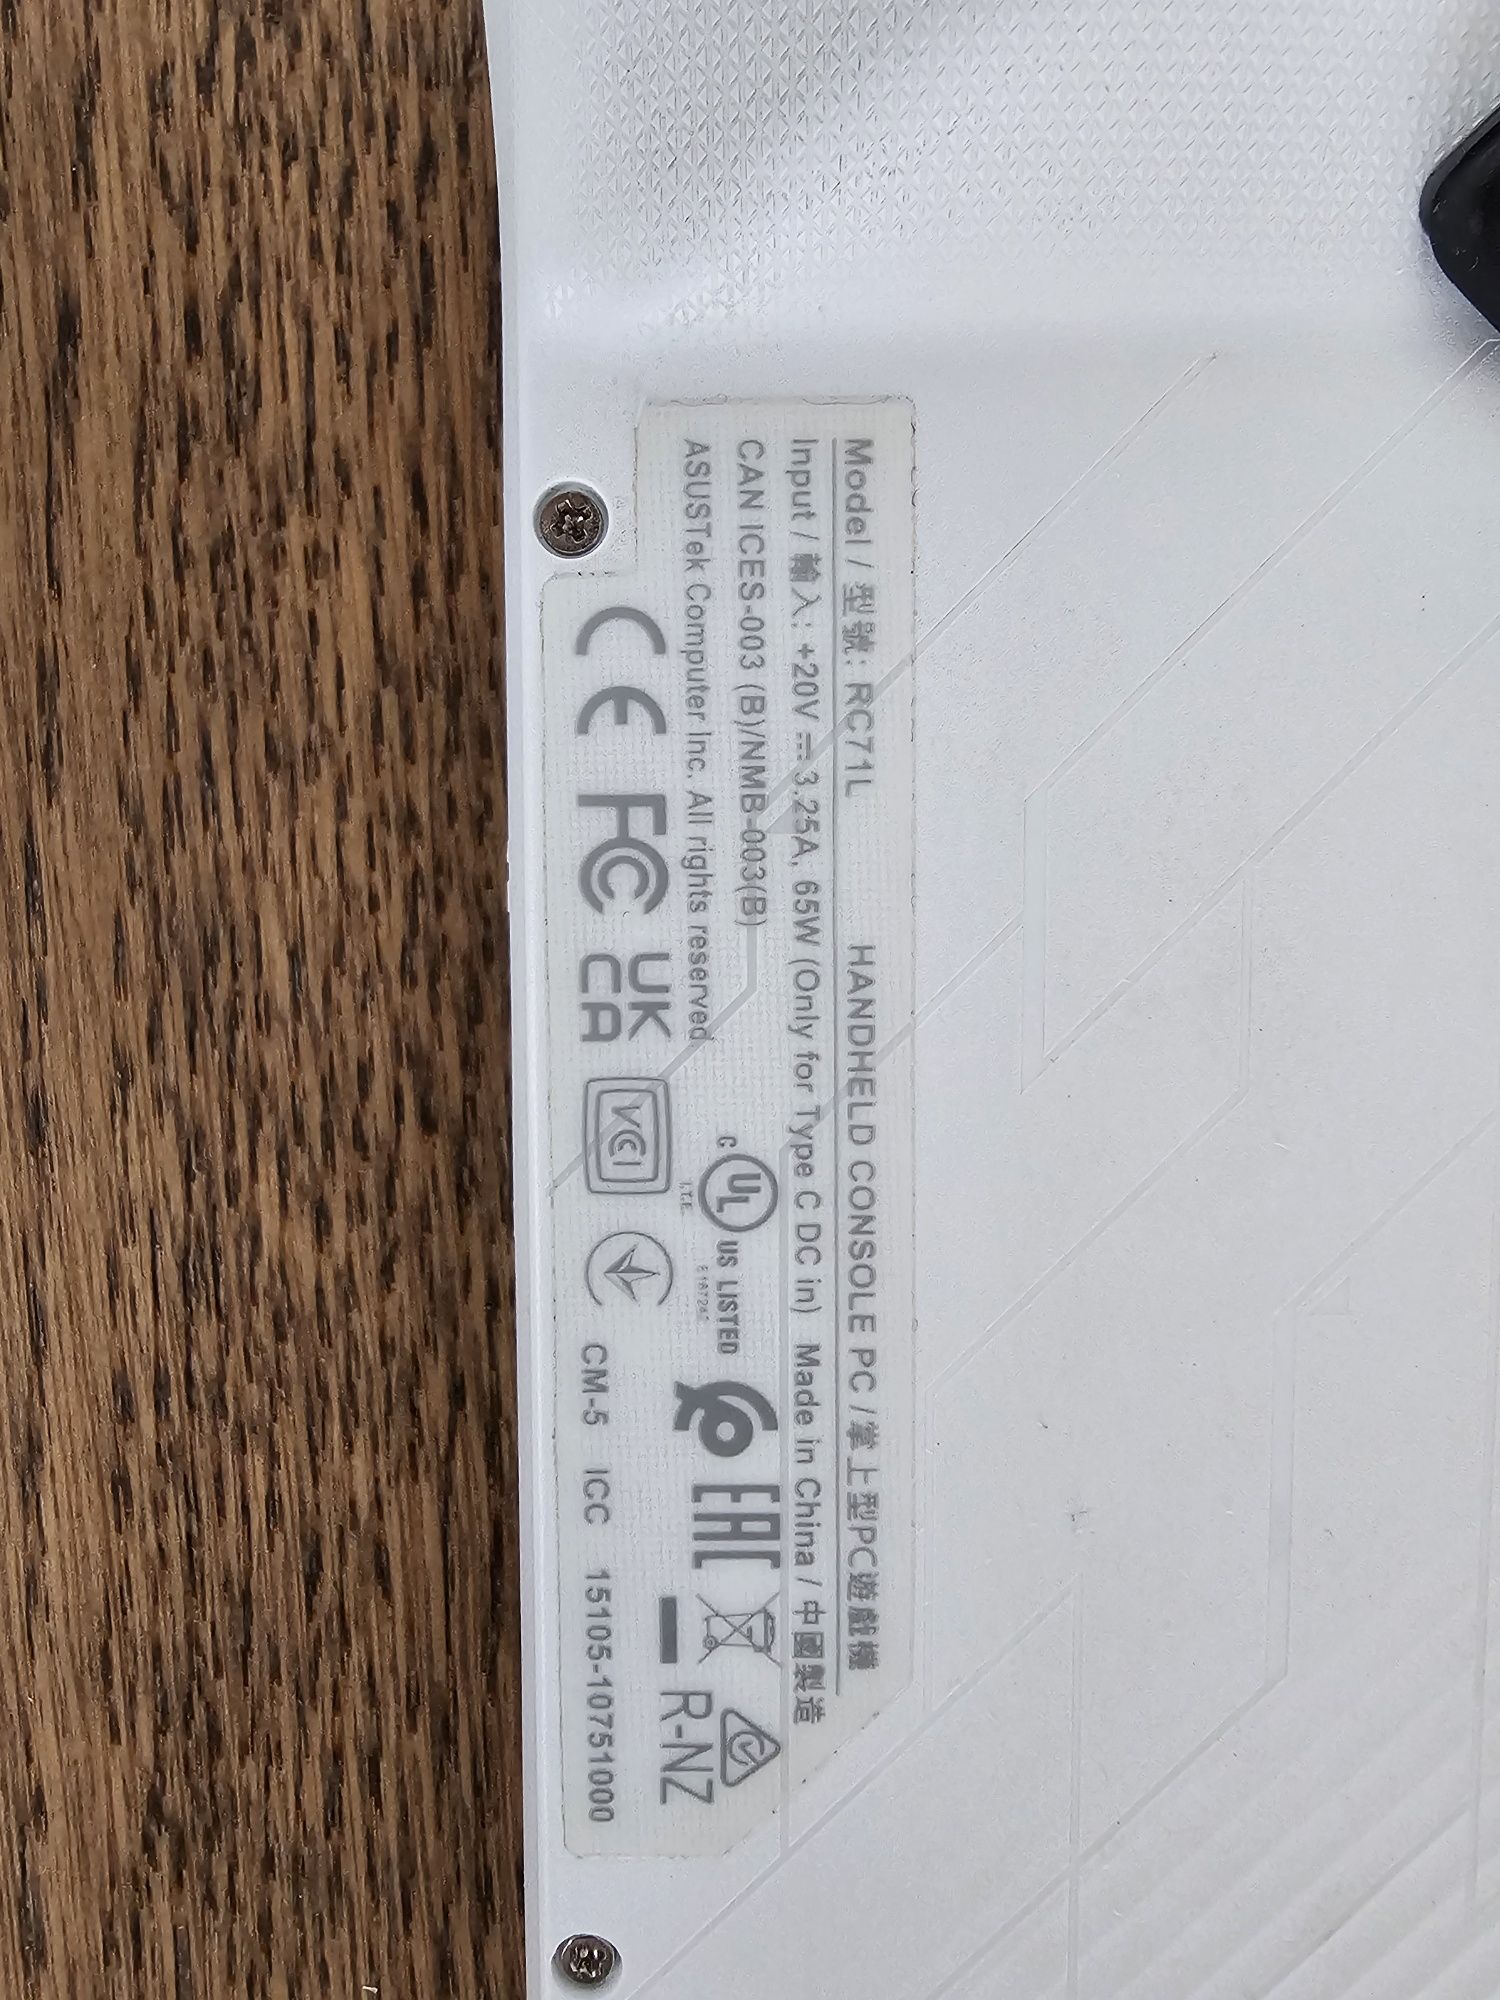 Model / 型號: RC71L HANDHELD CONSOLE PC / 掌上型PC遊戲機
Input / 輸入: +20V ⎓ 3.25A, 65W (Only for Type C DC in) Made in China / 中國製造
CAN ICES-003 (B)/NMB-003(B)
ASUSTek Computer Inc. All rights reserved
C UL US LISTED
I.T.E.
EAC
CE FC UK CA VCI
R-NZ
CM-5 ICC 15105-10751000